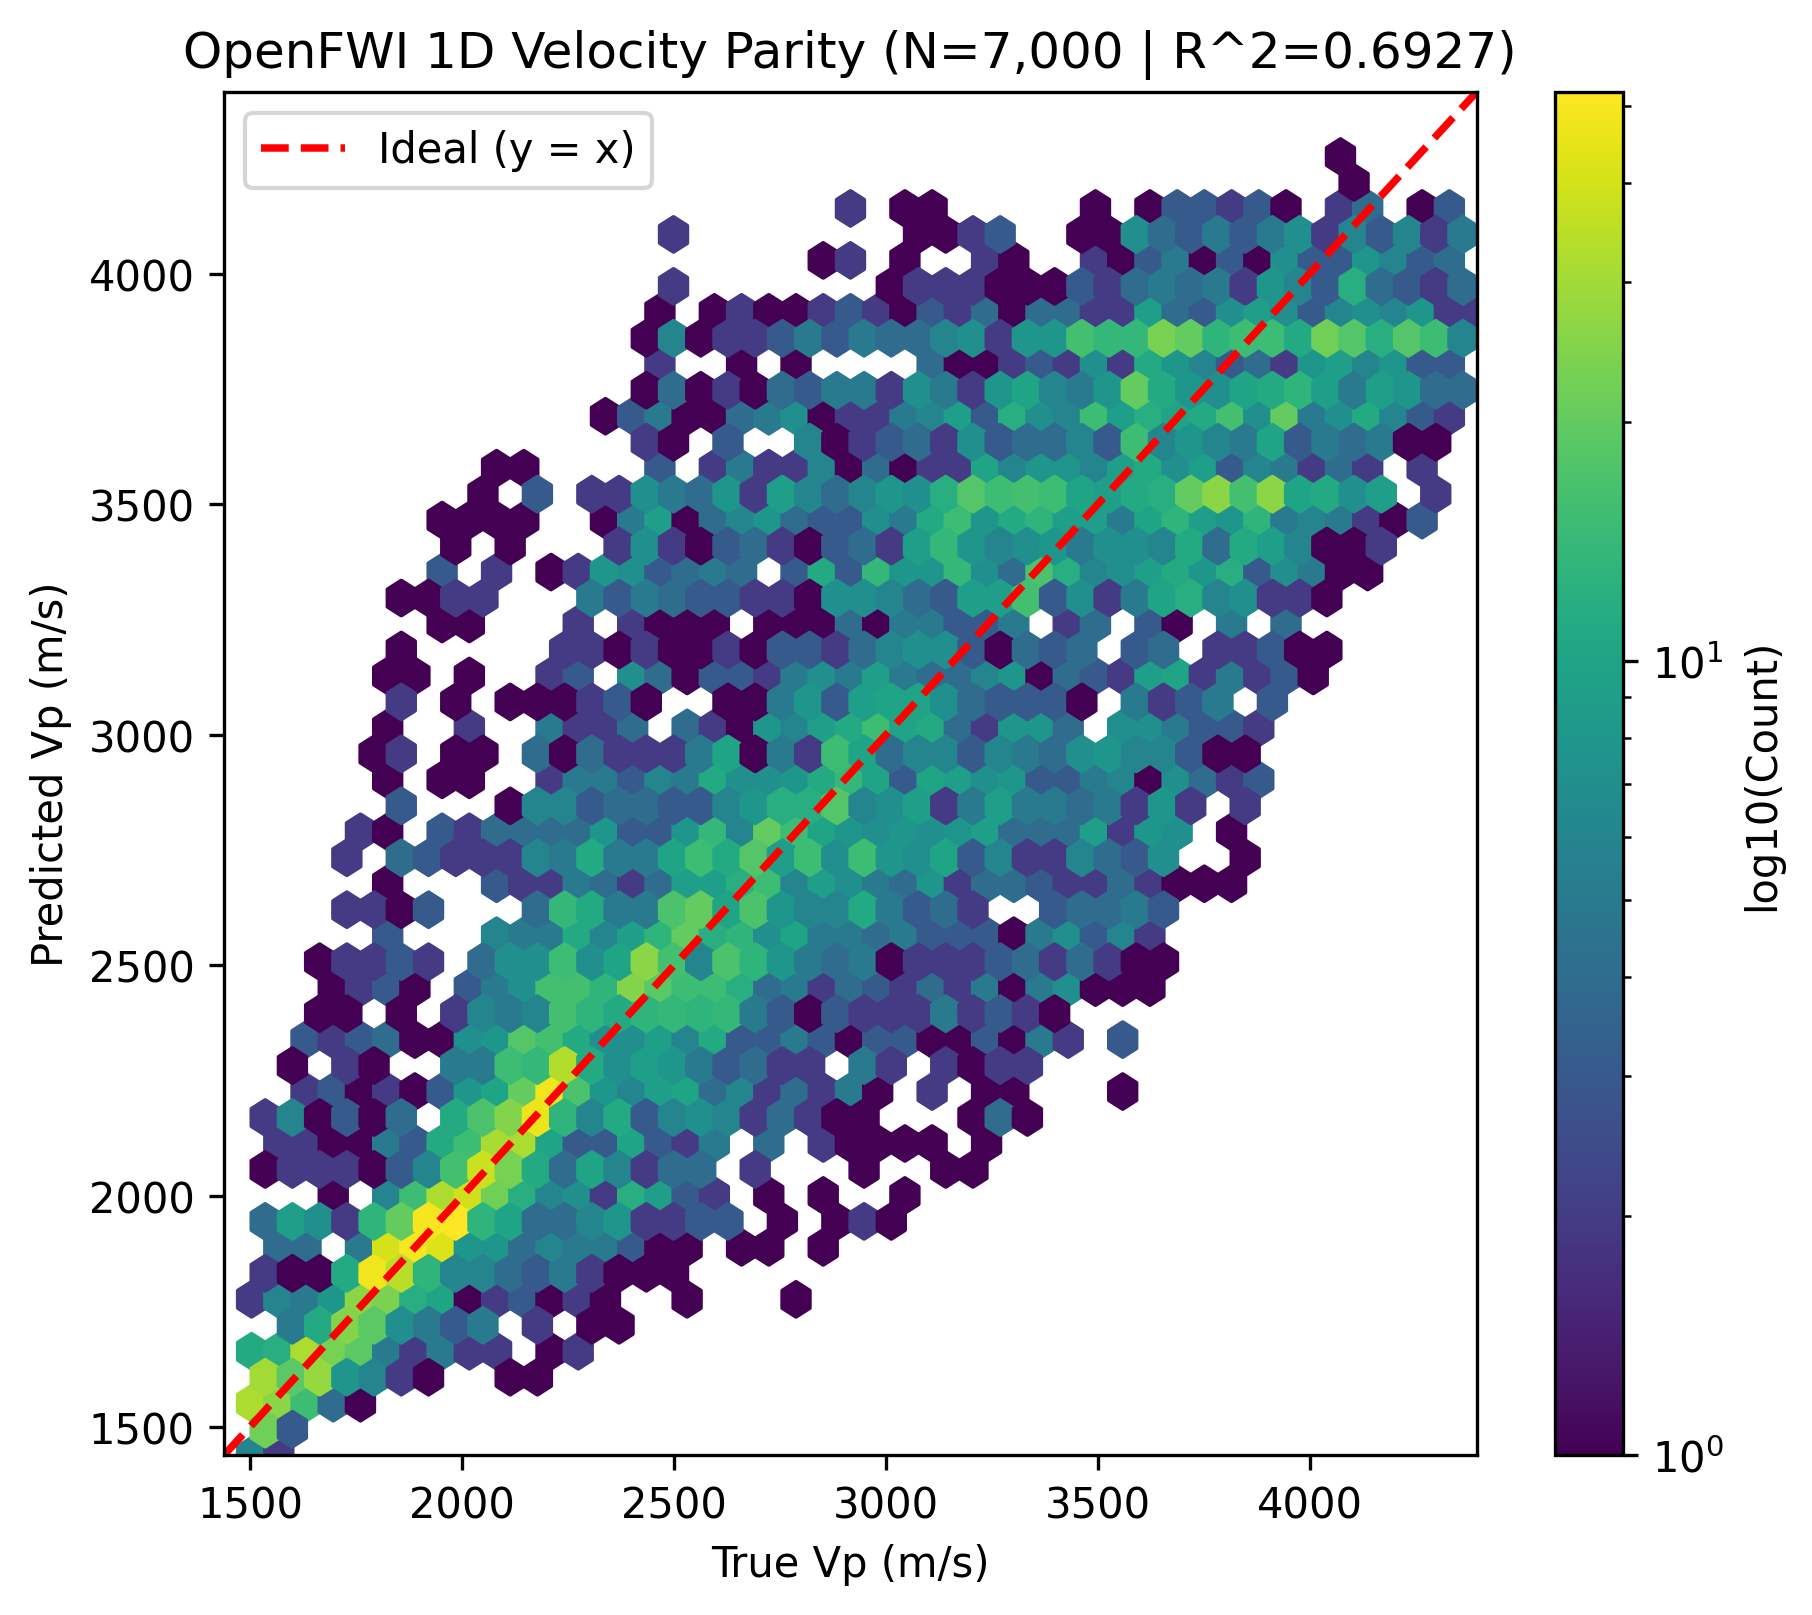 OpenFWI 1D Velocity Parity (N=7,000 | R^2=0.6927)
Ideal (y = x)
Predicted Vp (m/s)
4000
3500
3000
2500
2000
1500
1500 2000 2500 3000 3500 4000
True Vp (m/s)
10¹
10⁰
log10(Count)